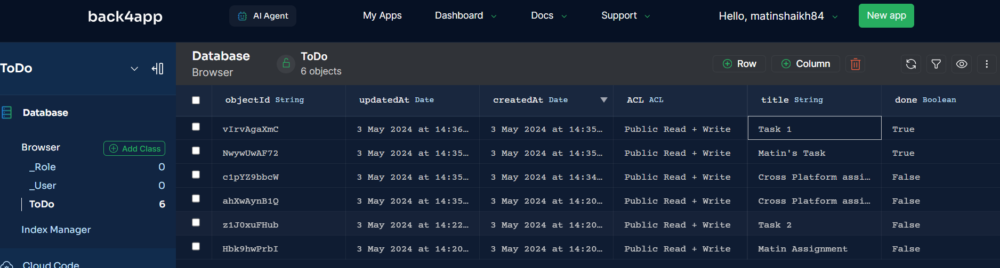 back4app AI Agent My Apps Dashboard Docs Support Hello, matinshaikh84 New app
ToDo
Database
Browser
ToDo
6 objects
Row Column
Database
Browser Add Class
_Role 0
_User 0
ToDo 6
Index Manager
Cloud Code
objectId String updatedAt Date createdAt Date ACL ACL title String done Boolean
vIrvAgaXmC 3 May 2024 at 14:36… 3 May 2024 at 14:35… Public Read + Write Task 1 True
NwywUwAF72 3 May 2024 at 14:35… 3 May 2024 at 14:35… Public Read + Write Matin's Task True
c1pYZ9bbcW 3 May 2024 at 14:35… 3 May 2024 at 14:34… Public Read + Write Cross Platform assi… False
ahXwAynB1Q 3 May 2024 at 14:35… 3 May 2024 at 14:20… Public Read + Write Cross Platform assi… False
z1J0xuFHub 3 May 2024 at 14:22… 3 May 2024 at 14:20… Public Read + Write Task 2 False
Hbk9hwPrbI 3 May 2024 at 14:20… 3 May 2024 at 14:20… Public Read + Write Matin Assignment False